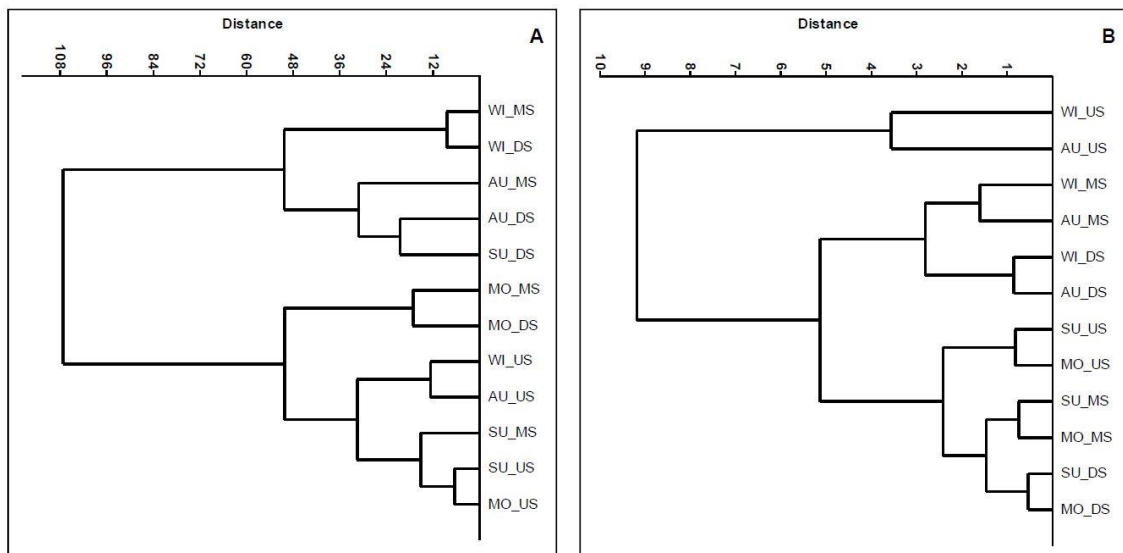 Distance
A
108 96 84 72 60 48 36 24 12
WI_MS
WI_DS
AU_MS
AU_DS
SU_DS
MO_MS
MO_DS
WI_US
AU_US
SU_MS
SU_US
MO_US
Distance
B
10 9 8 7 6 5 4 3 2 1
WI_US
AU_US
WI_MS
AU_MS
WI_DS
AU_DS
SU_US
MO_US
SU_MS
MO_MS
SU_DS
MO_DS